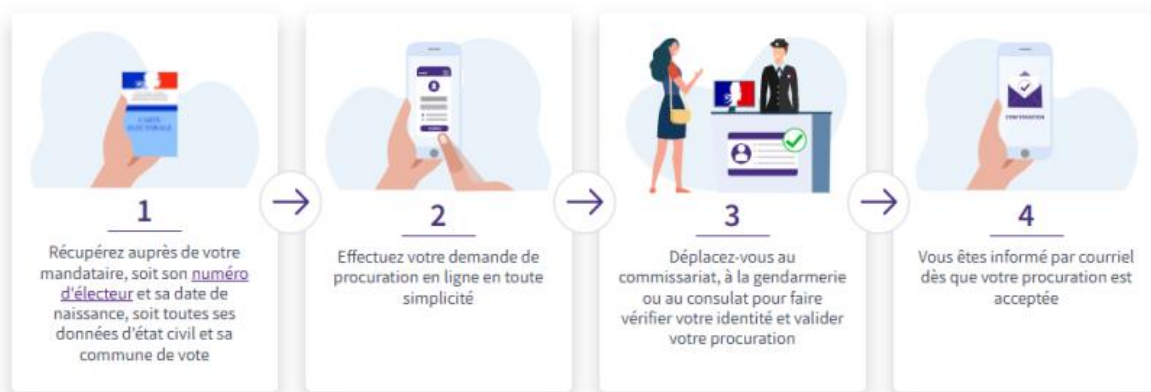 CARTE
ELECTORALE
CONFIRMATION
1
Récupérez auprès de votre
mandataire, soit son numéro
d'électeur et sa date de
naissance, soit toutes ses
données d'état civil et sa
commune de vote
2
Effectuez votre demande de
procuration en ligne en toute
simplicité
3
Déplacez-vous au
commissariat, à la gendarmerie
ou au consulat pour faire
vérifier votre identité et valider
votre procuration
4
Vous êtes informé par courriel
dès que votre procuration est
acceptée